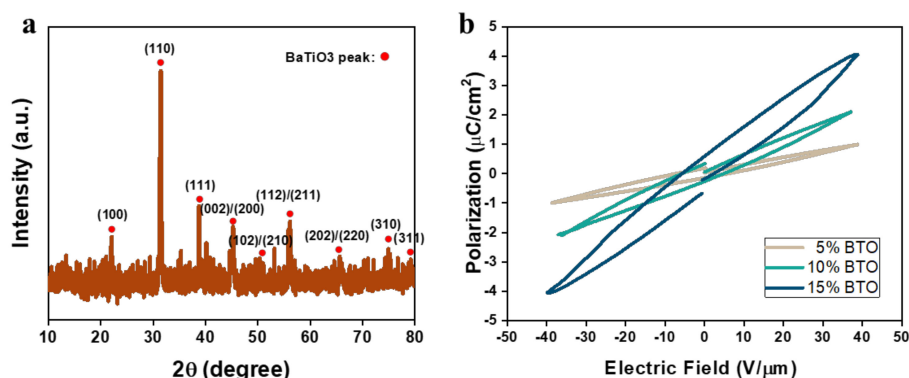 a
Intensity (a.u.)
BaTiO3 peak:
(100)
(110)
(111)
(002)/(200)
(102)/(210)
(112)/(211)
(202)/(220)
(310)
(311)
10 20 30 40 50 60 70 80
2θ (degree)
b
Polarization (μC/cm²)
5
4
3
2
1
0
-1
-2
-3
-4
-5
5% BTO
10% BTO
15% BTO
-50 -40 -30 -20 -10 0 10 20 30 40 50
Electric Field (V/μm)